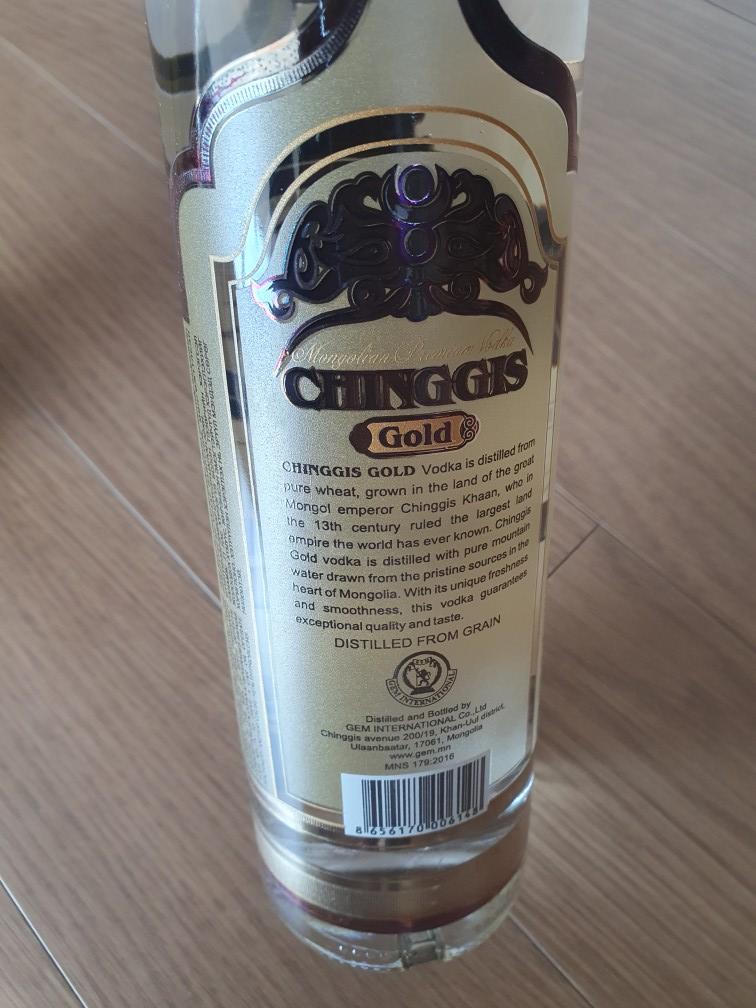 Mongolian Premium Vodka
CHINGGIS
Gold
CHINGGIS GOLD Vodka is distilled from
pure wheat, grown in the land of the great
Mongol emperor Chinggis Khaan, who in
the 13th century ruled the largest land
empire the world has ever known. Chinggis
Gold vodka is distilled with pure mountain
water drawn from the pristine sources in the
heart of Mongolia. With its unique freshness
and smoothness, this vodka guarantees
exceptional quality and taste.
DISTILLED FROM GRAIN
GEM INTERNATIONAL
Distilled and Bottled by
GEM INTERNATIONAL Co.,Ltd
Chinggis avenue 200/19, Khan-Uul district,
Ulaanbaatar, 17061, Mongolia
www.gem.mn
MNS 179:2016
8 656170 006148